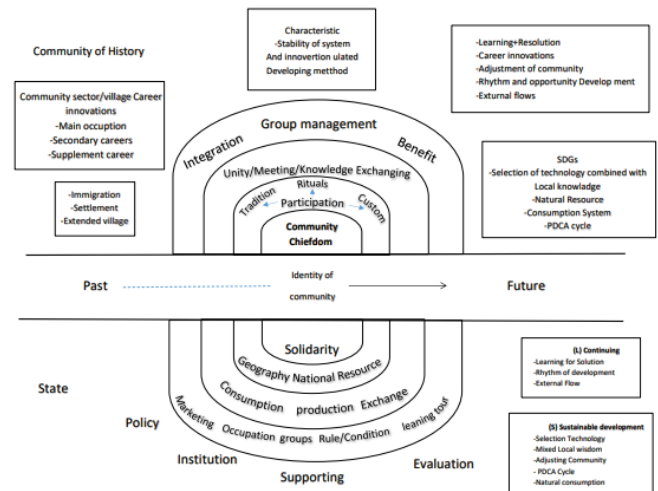 Community of History
Characteristic
-Stability of system
And innovertion ulated
Developing metthod
-Learning+Resolution
-Career innovations
-Adjustment of community
-Rhythm and opportunity Develop ment
-External flows
Community sector/village Career
innovations
-Main occuption
-Secondary careers
-Supplement career
-Immigration
-Settlement
-Extended village
Integration
Group management
Benefit
Unity/Meeting/Knowledge Exchanging
Tradition
Rituals
Custom
Participation
Community
Chiefdom
SDGs
-Selection of technology combined with
Local knowladge
-Natural Resource
-Consumption System
-PDCA cycle
Past
Identity of
community
Future
Solidarity
Geography National Resource
Consumption production Exchange
Marketing Occupation groups Rule/Condition leaning tour
State
Policy
Institution
Supporting
Evaluation
(L) Continuing
-Learning for Solution
-Rhythm of development
-External Flow
(S) Sustainable development
-Selection Technology
-Mixed Local wisdom
-Adjusting Community
- PDCA Cycle
-Natural consumption